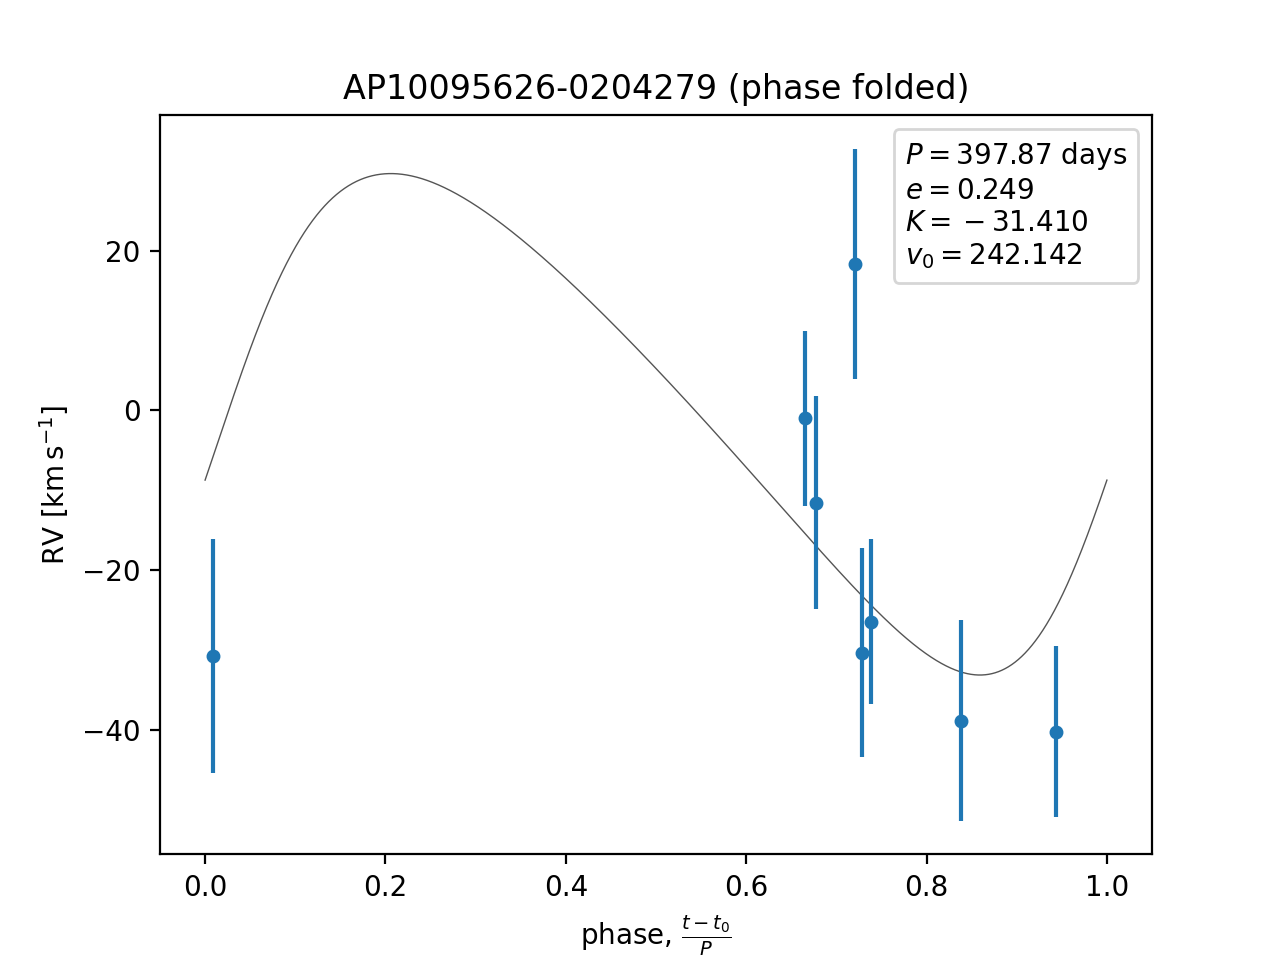 AP10095626-0204279 (phase folded)
P = 397.87 days
e = 0.249
K = −31.410
v₀ = 242.142
RV [km s⁻¹]
20
0
−20
−40
0.0 0.2 0.4 0.6 0.8 1.0
phase, (t − t₀)/P